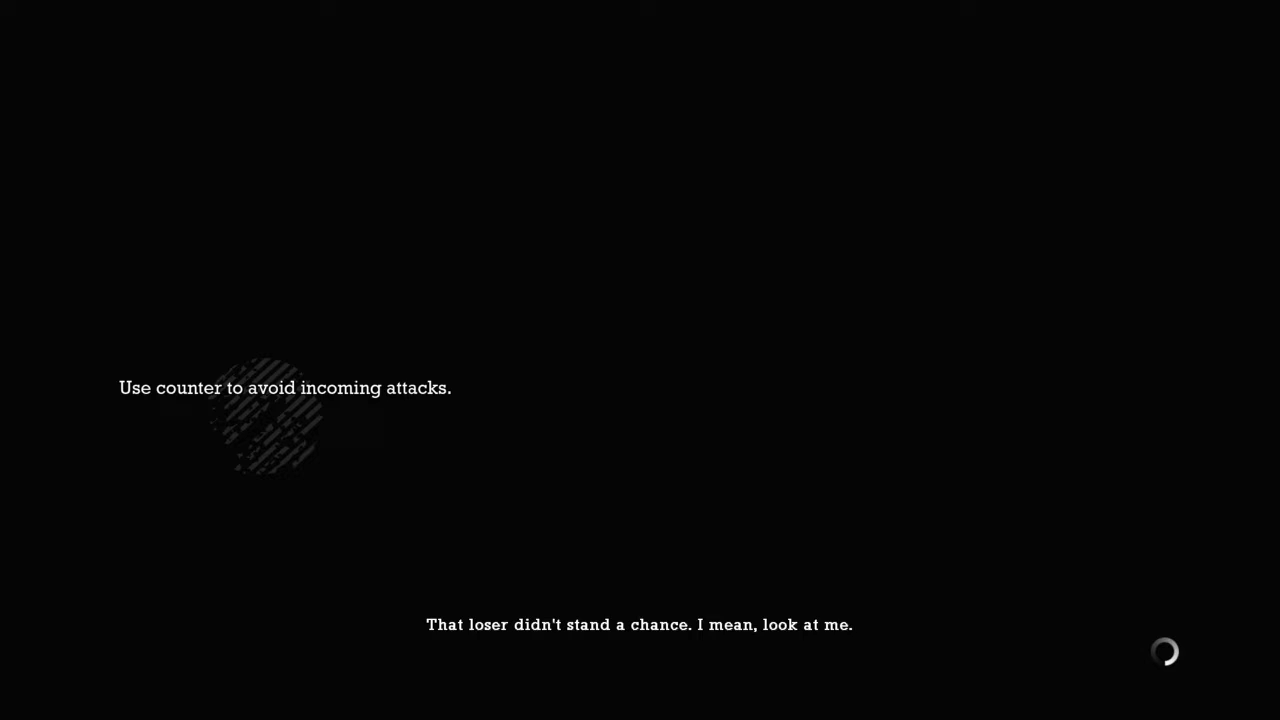 Use counter to avoid incoming attacks.
That loser didn't stand a chance. I mean, look at me.